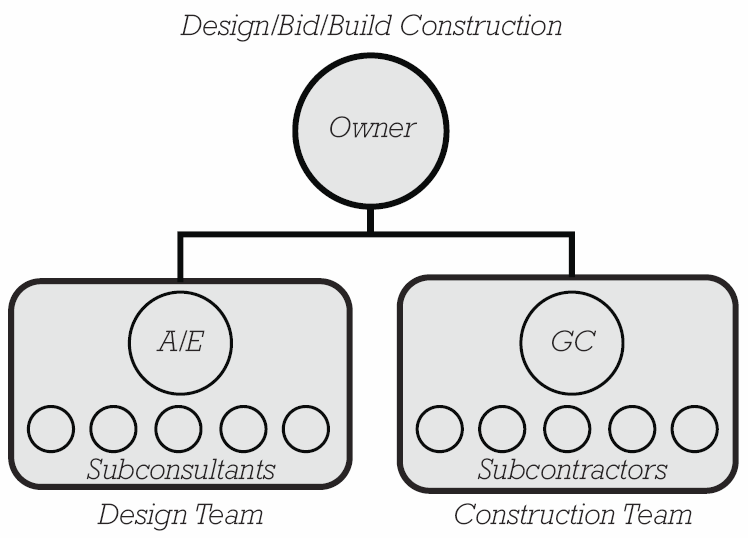 Design/Bid/Build Construction
Owner
A/E
GC
Subconsultants
Subcontractors
Design Team
Construction Team